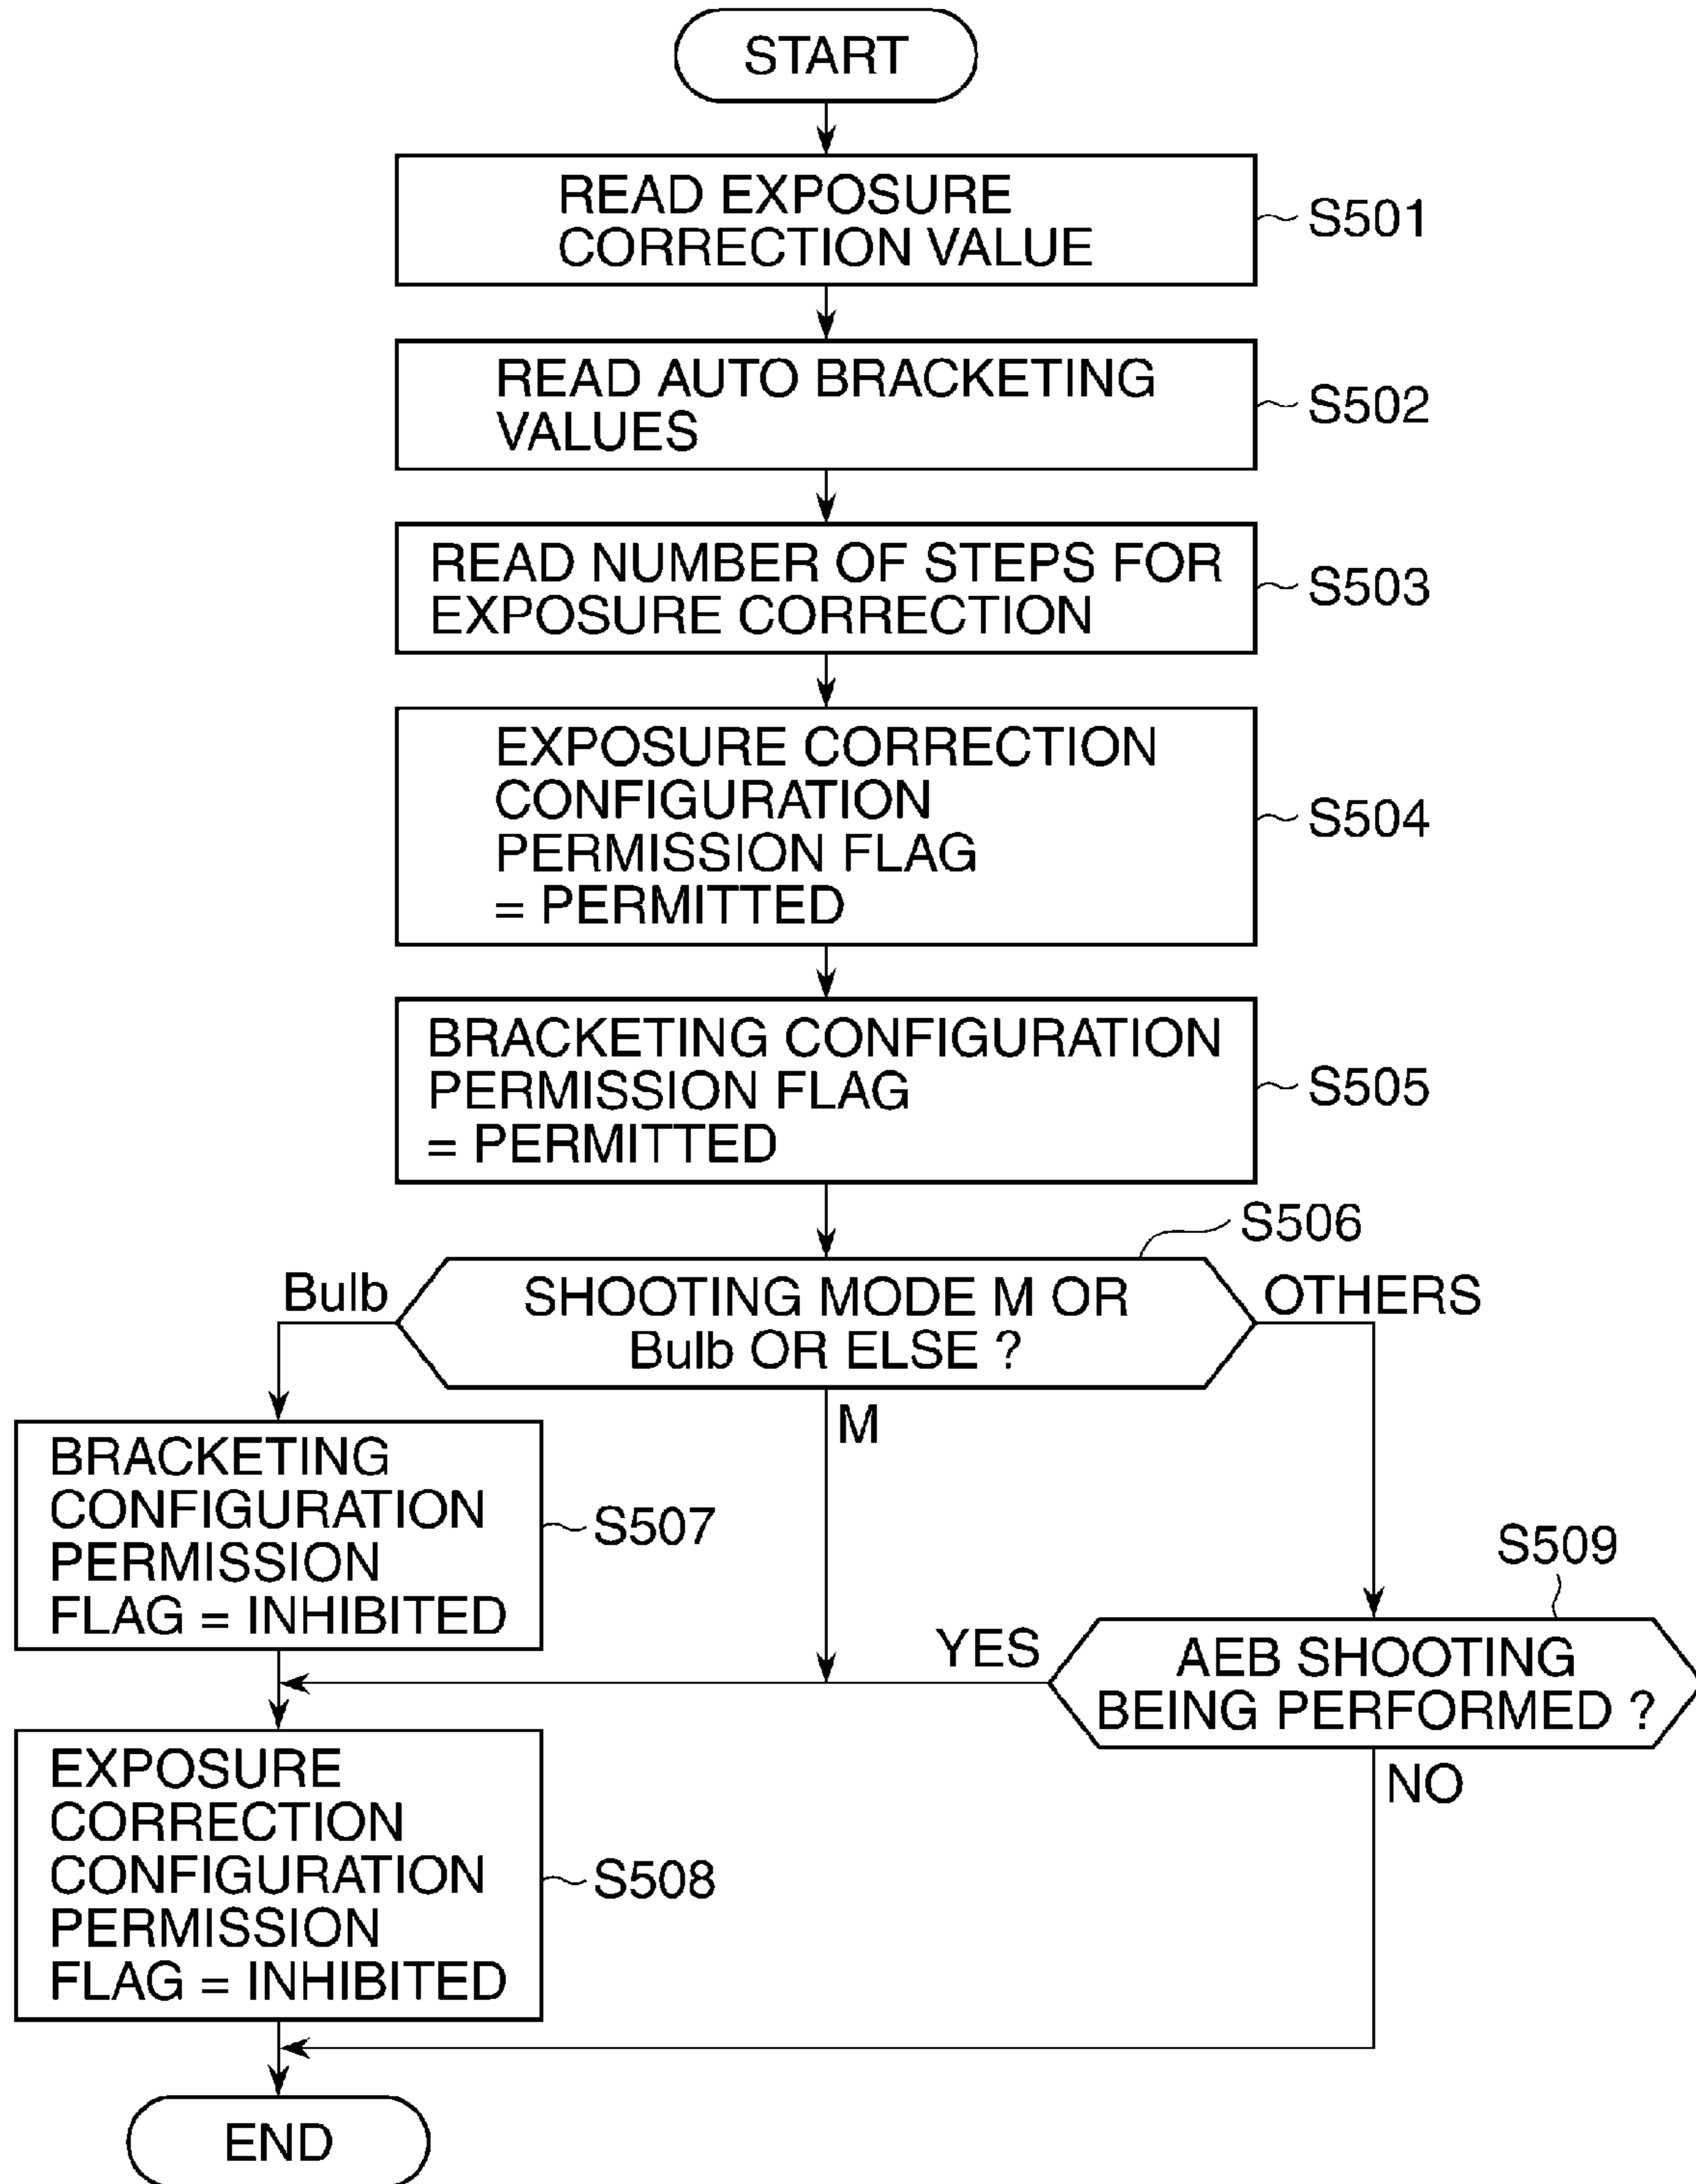 START
READ EXPOSURE
CORRECTION VALUE
S501
READ AUTO BRACKETING
VALUES
S502
READ NUMBER OF STEPS FOR
EXPOSURE CORRECTION
S503
EXPOSURE CORRECTION
CONFIGURATION
PERMISSION FLAG
= PERMITTED
S504
BRACKETING CONFIGURATION
PERMISSION FLAG
= PERMITTED
S505
S506
Bulb
SHOOTING MODE M OR
Bulb OR ELSE ?
OTHERS
M
BRACKETING
CONFIGURATION
PERMISSION
FLAG = INHIBITED
S507
S509
YES
AEB SHOOTING
BEING PERFORMED ?
NO
EXPOSURE
CORRECTION
CONFIGURATION
PERMISSION
FLAG = INHIBITED
S508
END